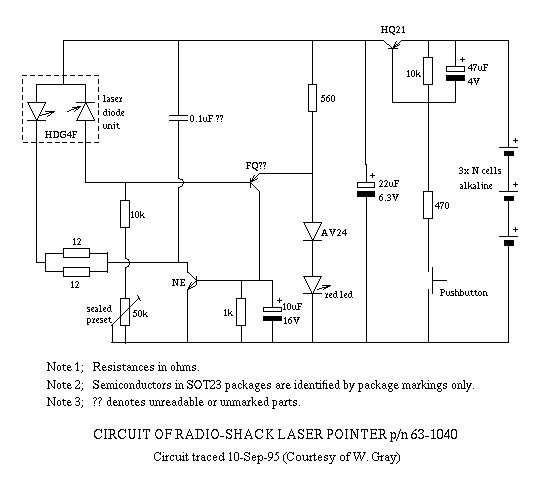 HQ21
laser
diode
unit
HDG4F
0.1uF ??
560
10k
+
47uF
4V
+
FQ??
3x N cells
alkaline
+
+
22uF
6.3V
+
10k
470
AV24
12
12
NE
red led
Pushbutton
sealed
preset
50k
1k
+
10uF
16V
Note 1; Resistances in ohms.
Note 2; Semiconductors in SOT23 packages are identified by package markings only.
Note 3; ?? denotes unreadable or unmarked parts.
CIRCUIT OF RADIO-SHACK LASER POINTER p/n 63-1040
Circuit traced 10-Sep-95 (Courtesy of W. Gray)